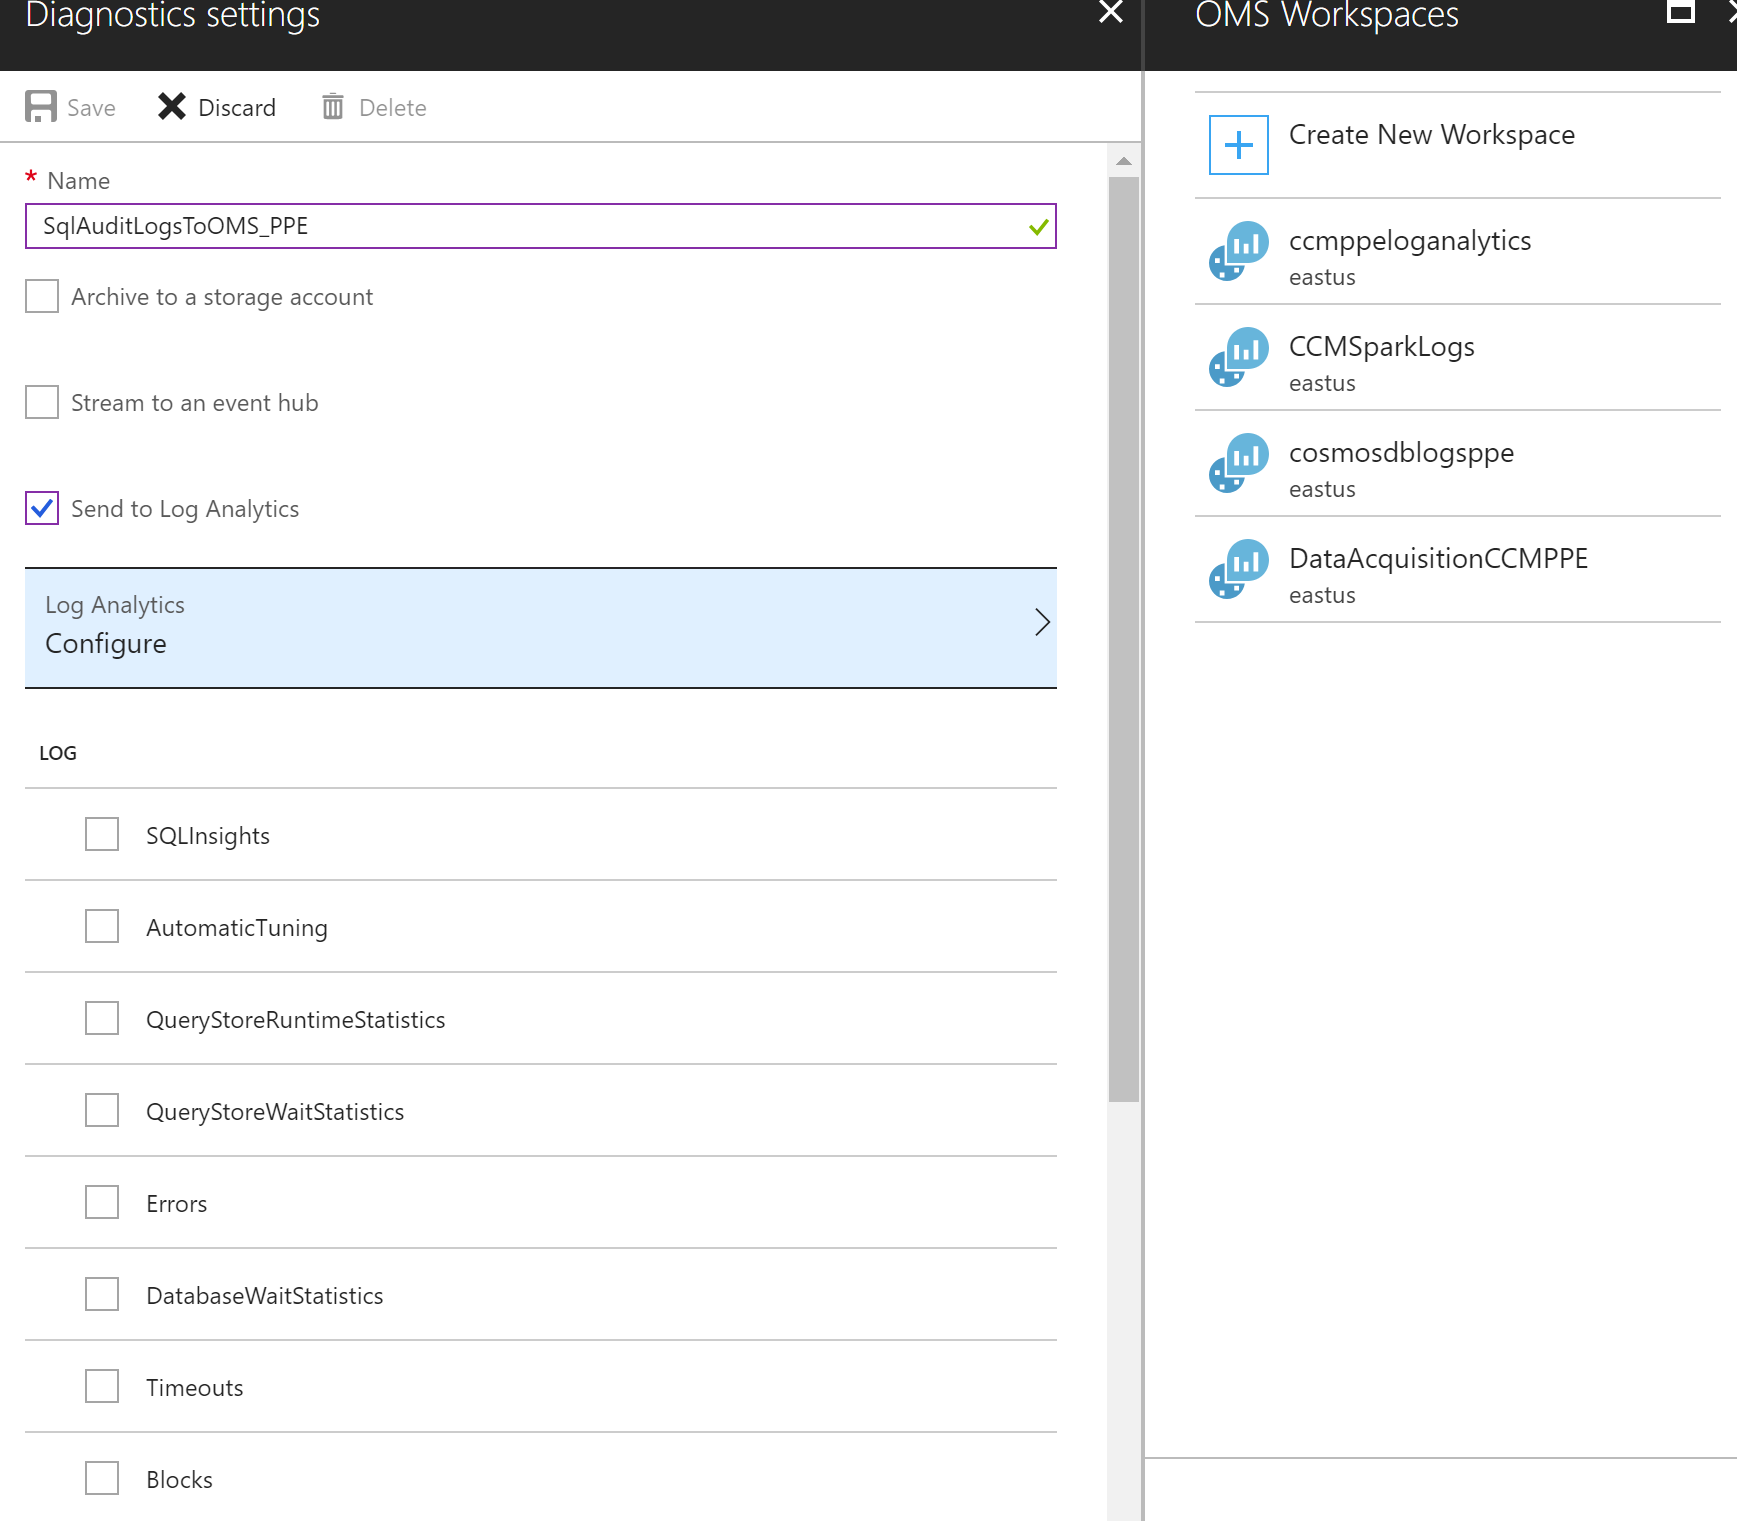 Diagnostics settings
Save Discard Delete
* Name
SqlAuditLogsToOMS_PPE
Archive to a storage account
Stream to an event hub
Send to Log Analytics
Log Analytics
Configure
LOG
SQLInsights
AutomaticTuning
QueryStoreRuntimeStatistics
QueryStoreWaitStatistics
Errors
DatabaseWaitStatistics
Timeouts
Blocks
OMS Workspaces
Create New Workspace
ccmppeloganalytics
eastus
CCMSparkLogs
eastus
cosmosdblogsppe
eastus
DataAcquisitionCCMPPE
eastus